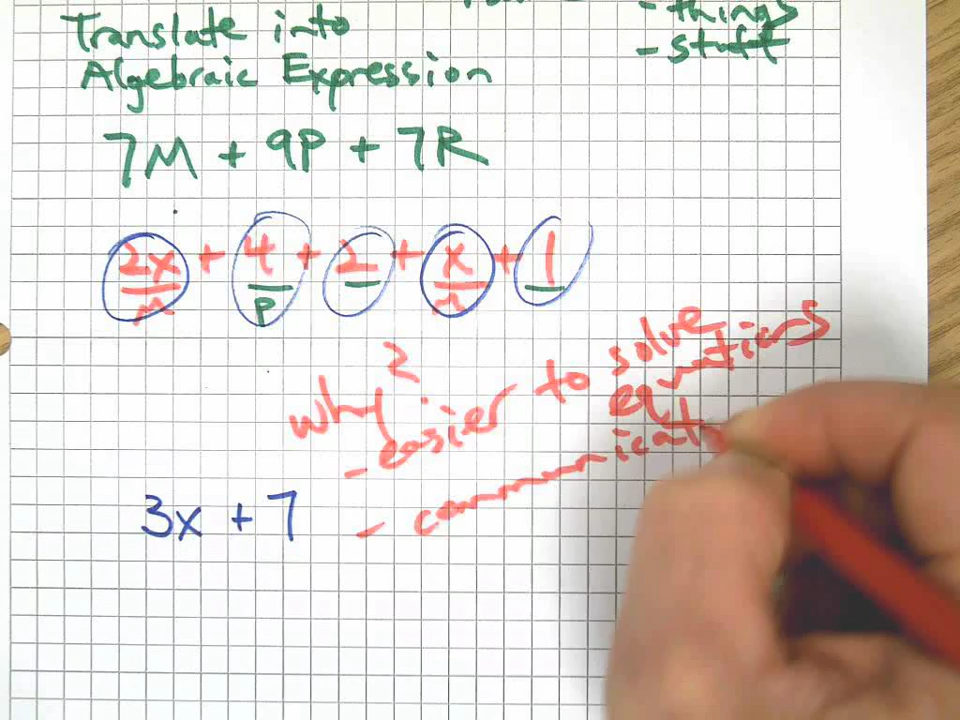 - things
- stuff
Translate into
Algebraic Expression
7M + 9P + 7R
2x + 4 + 2 + x + 1
M P M
why?
- easier to solve
equations
- communicat
3x + 7